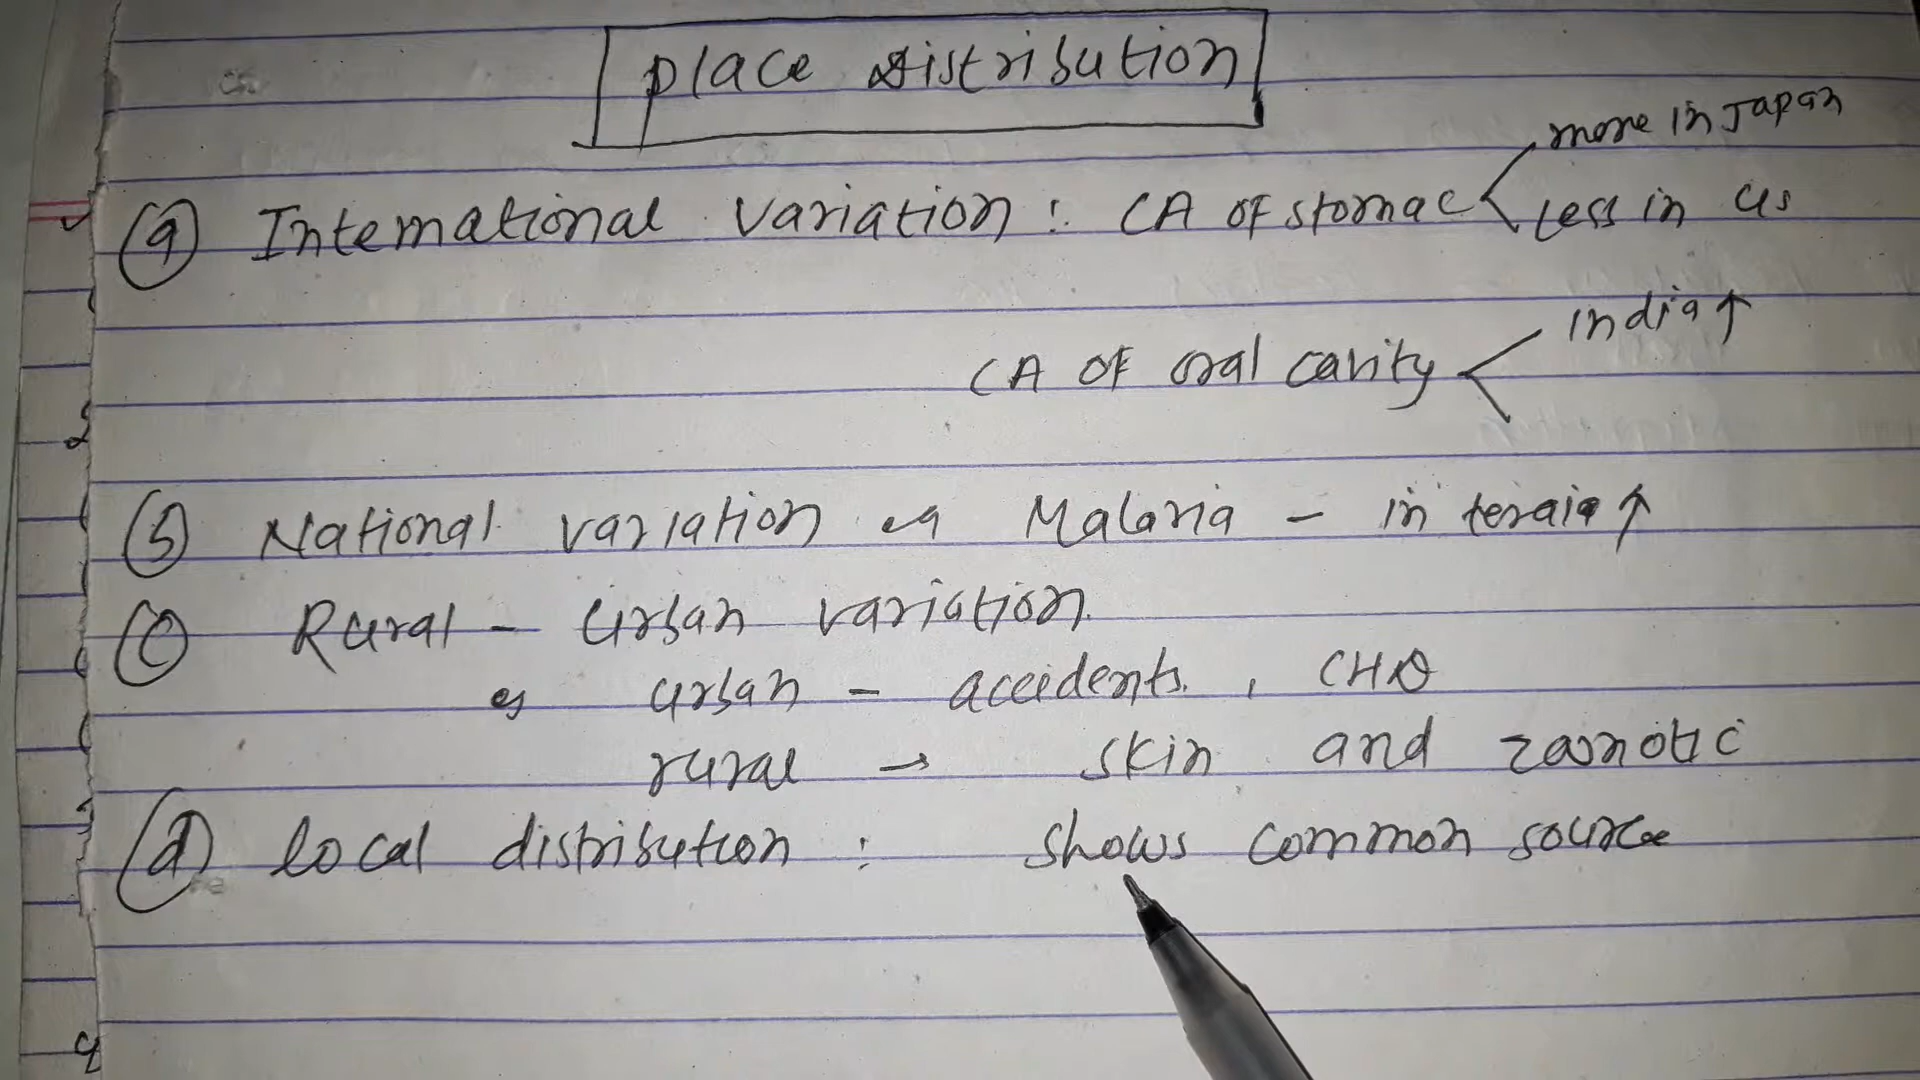 Place Distribution
more in Japan
(a) International variation : CA OF stomac
Less in US
india ↑
CA OF oral cavity
(b) National variation eg Malaria - in terai ↑
(c) Rural - Urban variation.
eg urban - accidents, CHD
rural → skin and zoonotic
(d) local distribution : shows common source